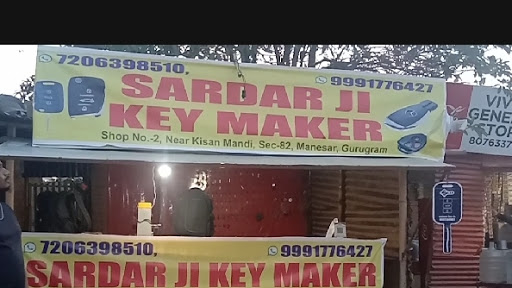 7206398510, 9991776427
SARDAR JI
KEY MAKER
Shop No.-2, Near Kisan Mandi, Sec-82, Manesar, Gurugram
7206398510, 9991776427
SARDAR JI KEY MAKER